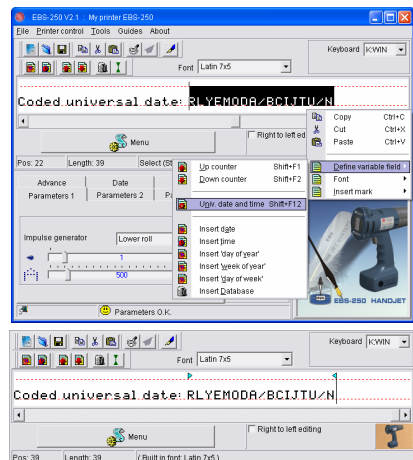 EBS-250 V2.1 : My printer EBS-250
File Printer control Tools Guides About
Keyboard K:WIN
Font Latin 7x5
Coded universal date: RLYEMODA/BCIJTU/N
Menu
Right to left ed
Pos: 22 Length: 39 Select (St
Copy Ctrl+C
Cut Ctrl+X
Paste Ctrl+V
Define variable field
Font
Insert mark
Up counter Shift+F1
Down counter Shift+F2
Univ. date and time Shift+F12
Insert date
Insert time
Insert 'day of year'
Insert 'week of year'
Insert 'day of week'
Insert Database
Advance Date
Parameters 1 Parameters 2
Impulse generator Lower roll
1
500
Parameters O.K.
EBS-250 HANDJET
Keyboard K:WIN
Font Latin 7x5
Coded universal date: RLYEMODA/BCIJTU/N
Menu
Right to left editing
Pos: 39 Length: 39 ( Built in font: Latin 7x5 )